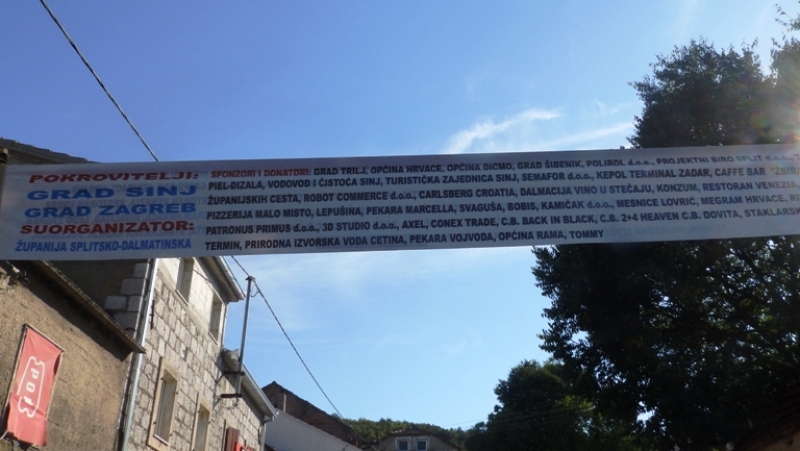 POKROVITELJI:
GRAD SINJ
GRAD ZAGREB
SUORGANIZATOR:
ŽUPANIJA SPLITSKO-DALMATINSKA
SPONZORI I DONATORI: GRAD TRILJ, OPĆINA HRVACE, OPĆINA DICMO, GRAD ŠIBENIK, POLIBOL d.o.o., PROJEKTNI BIRO SPLIT d.o.o.,
PIEL-DIZALA, VODOVOD I ČISTOĆA SINJ, TURISTIČKA ZAJEDNICA SINJ, SEMAFOR d.o.o., KEPOL TERMINAL ZADAR, CAFFE BAR
ŽUPANIJSKIH CESTA, ROBOT COMMERCE d.o.o., CARLSBERG CROATIA, DALMACIJA VINO U STEČAJU, KONZUM, RESTORAN VENEZIA,
PIZZERIJA MALO MISTO, LEPUŠINA, PEKARA MARCELLA, SVAGUŠA, BOBIS, KAMIČAK d.o.o., MESNICE LOVRIĆ, MEGRAM HRVACE,
PATRONUS PRIMUS d.o.o., 3D STUDIO d.o.o., AXEL, CONEX TRADE, C.B. BACK IN BLACK, C.B. 2+4 HEAVEN C.B. DOVITA, STAKLARSK
TERMIN, PRIRODNA IZVORSKA VODA CETINA, PEKARA VOJVODA, OPĆINA RAMA, TOMMY